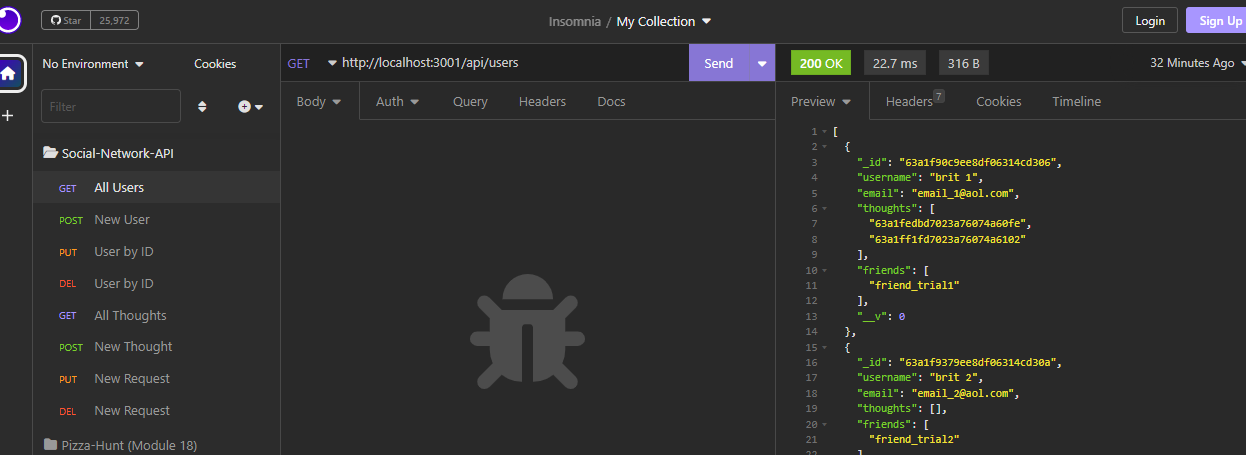 Star 25,972
Insomnia / My Collection
Login
Sign Up
No Environment
Cookies
Filter
Social-Network-API
GET All Users
POST New User
PUT User by ID
DEL User by ID
GET All Thoughts
POST New Thought
PUT New Request
DEL New Request
Pizza-Hunt (Module 18)
GET http://localhost:3001/api/users
Send
Body Auth Query Headers Docs
200 OK 22.7 ms 316 B 32 Minutes Ago
Preview Headers 7 Cookies Timeline
1 [
2 {
3 "_id": "63a1f90c9ee8df06314cd306",
4 "username": "brit 1",
5 "email": "email_1@aol.com",
6 "thoughts": [
7 "63a1fedbd7023a76074a60fe",
8 "63a1ff1fd7023a76074a6102"
9 ],
10 "friends": [
11 "friend_trial1"
12 ],
13 "__v": 0
14 },
15 {
16 "_id": "63a1f9379ee8df06314cd30a",
17 "username": "brit 2",
18 "email": "email_2@aol.com",
19 "thoughts": [],
20 "friends": [
21 "friend_trial2"
22 ]